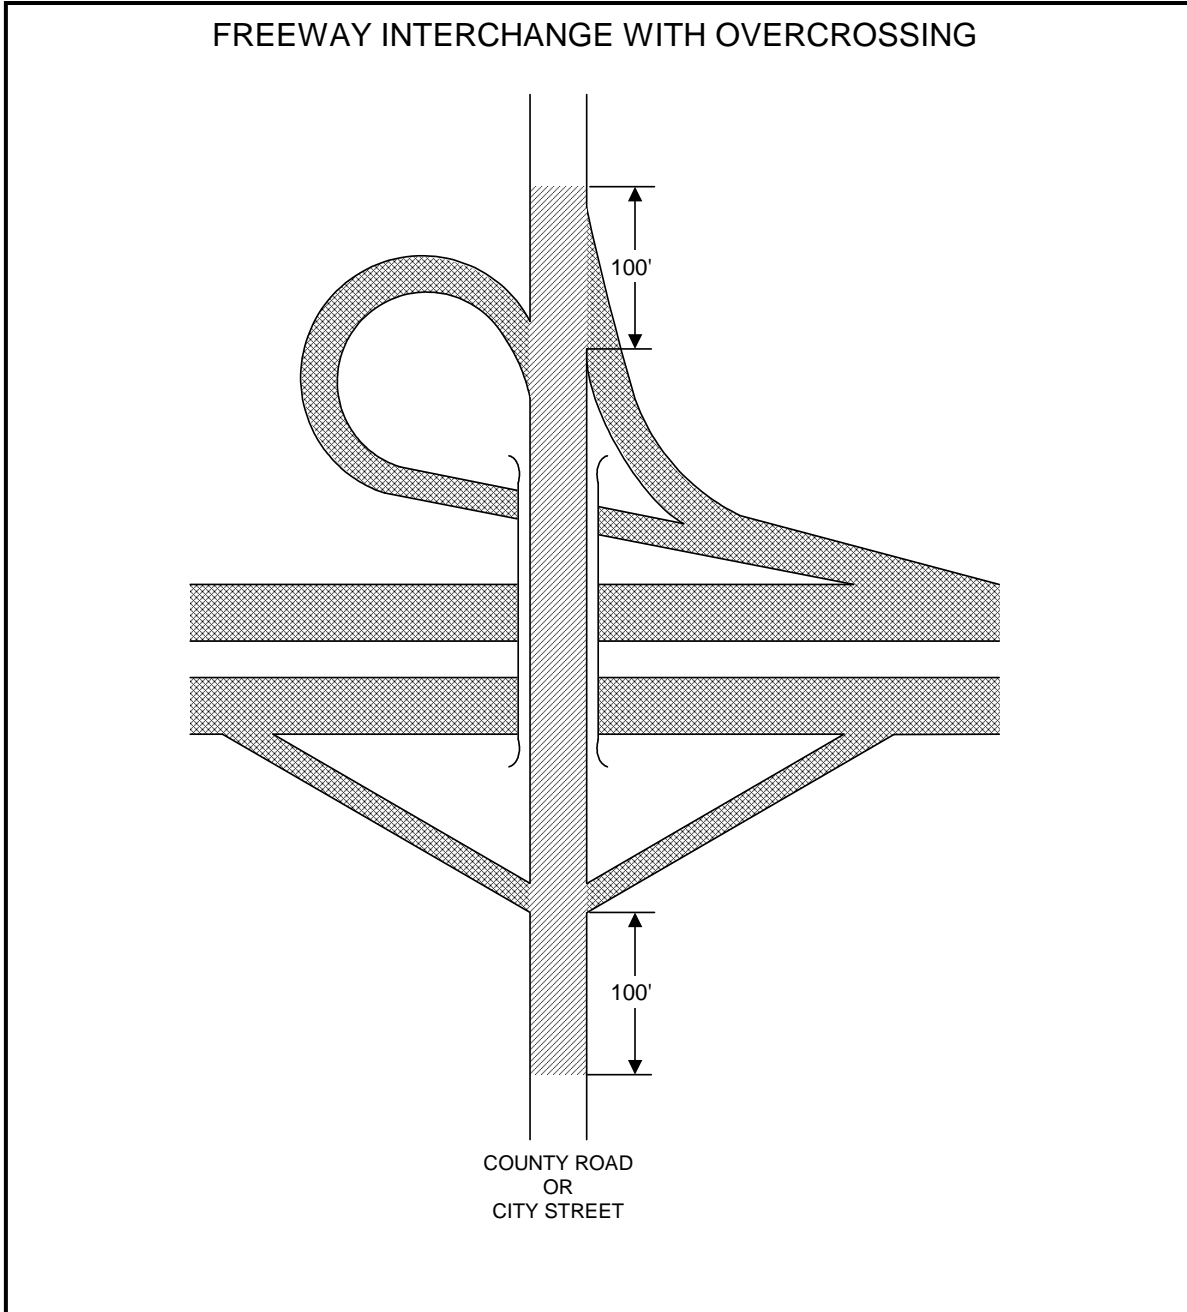 FREEWAY INTERCHANGE WITH OVERCROSSING
100'
100'
COUNTY ROAD
OR
CITY STREET